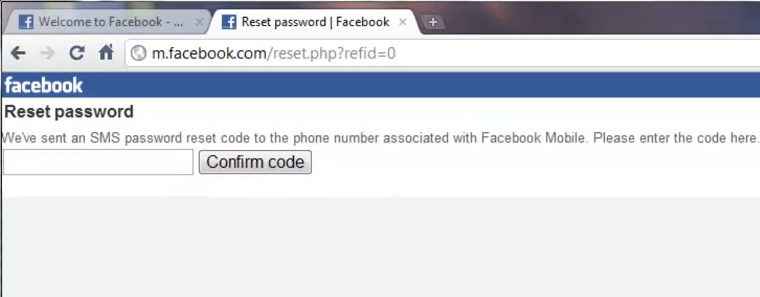 Welcome to Facebook - ...
Reset password | Facebook
m.facebook.com/reset.php?refid=0
facebook
Reset password
We've sent an SMS password reset code to the phone number associated with Facebook Mobile. Please enter the code here.
Confirm code